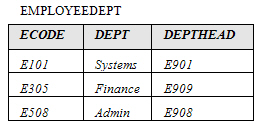 EMPLOYEEDEPT
ECODE DEPT DEPTHEAD
E101 Systems E901
E305 Finance E909
E508 Admin E908